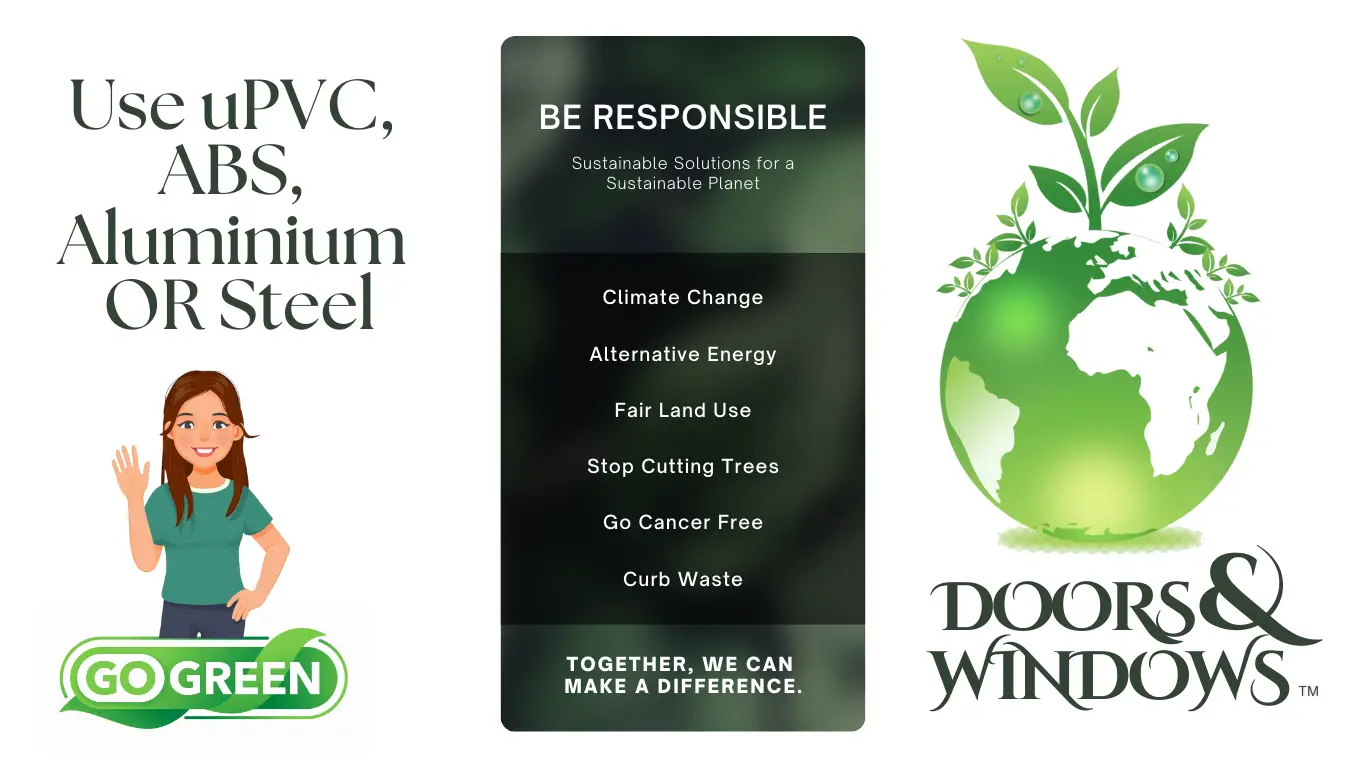 Use uPVC,
ABS,
Aluminium
OR Steel
GO GREEN
BE RESPONSIBLE
Sustainable Solutions for a
Sustainable Planet
Climate Change
Alternative Energy
Fair Land Use
Stop Cutting Trees
Go Cancer Free
Curb Waste
TOGETHER, WE CAN
MAKE A DIFFERENCE.
DOORS &
WINDOWS TM